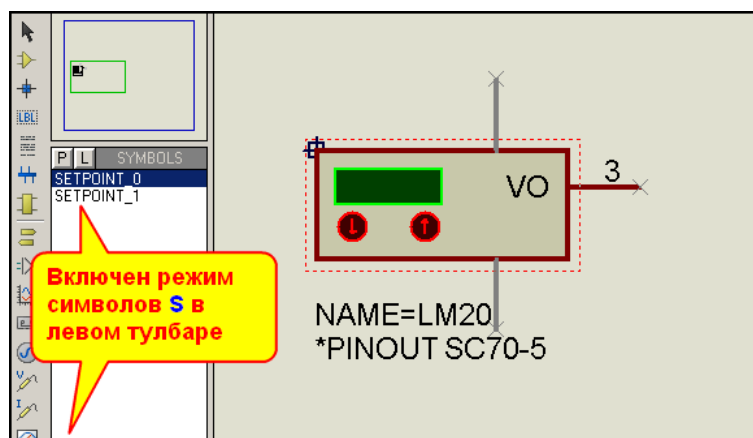 LBL
P L SYMBOLS
SETPOINT_0
SETPOINT_1
Включен режим
символов S в
левом тулбаре
V
I
VO
3
NAME=LM20
*PINOUT SC70-5